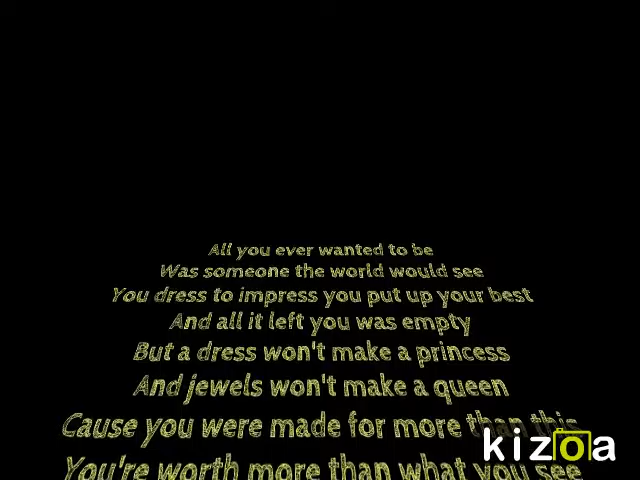 All you ever wanted to be
Was someone the world would see
You dress to impress you put up your best
And all it left you was empty
But a dress won't make a princess
And jewels won't make a queen
Cause you were made for more than this
You're worth more than what you see
kizoa